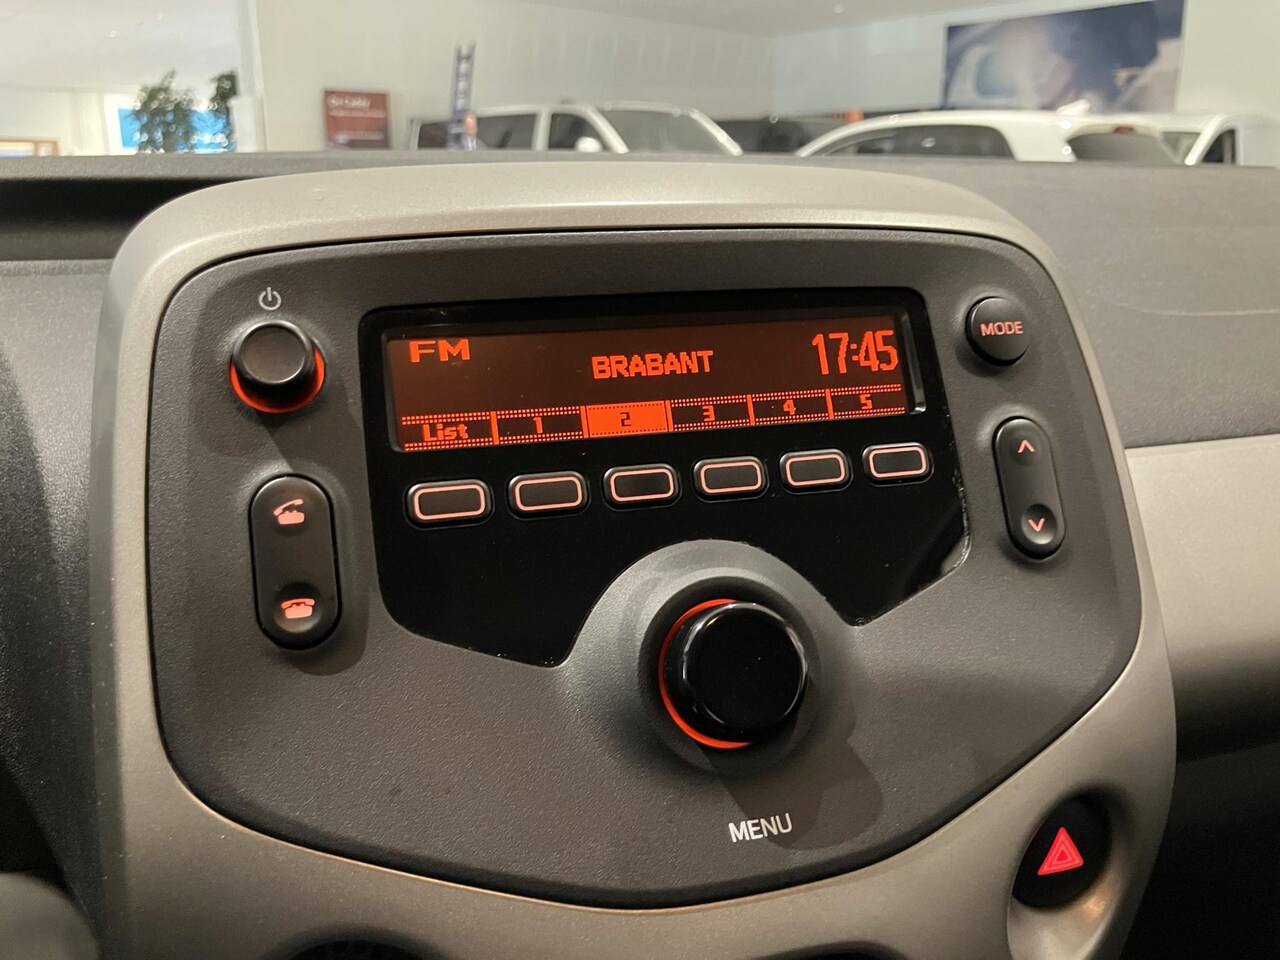 FM
BRABANT
17:45
List 1 2 3 4 5
MODE
MENU